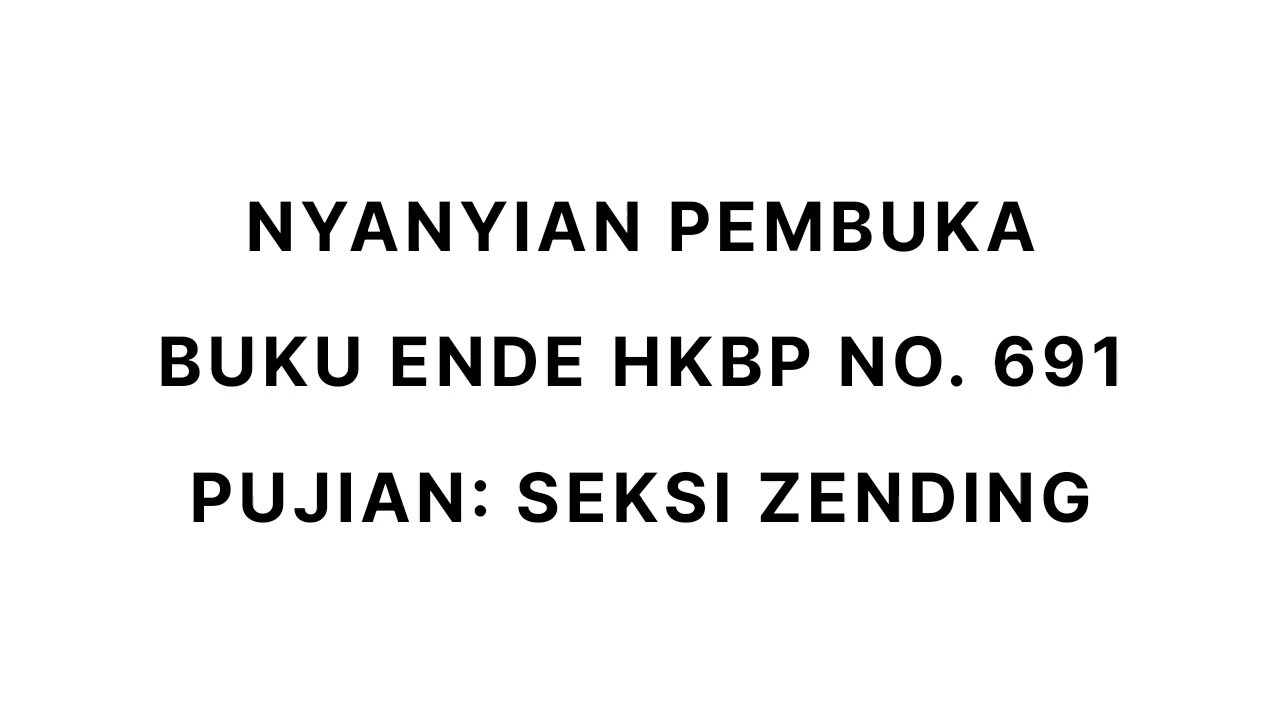 NYANYIAN PEMBUKA
BUKU ENDE HKBP NO. 691
PUJIAN: SEKSI ZENDING